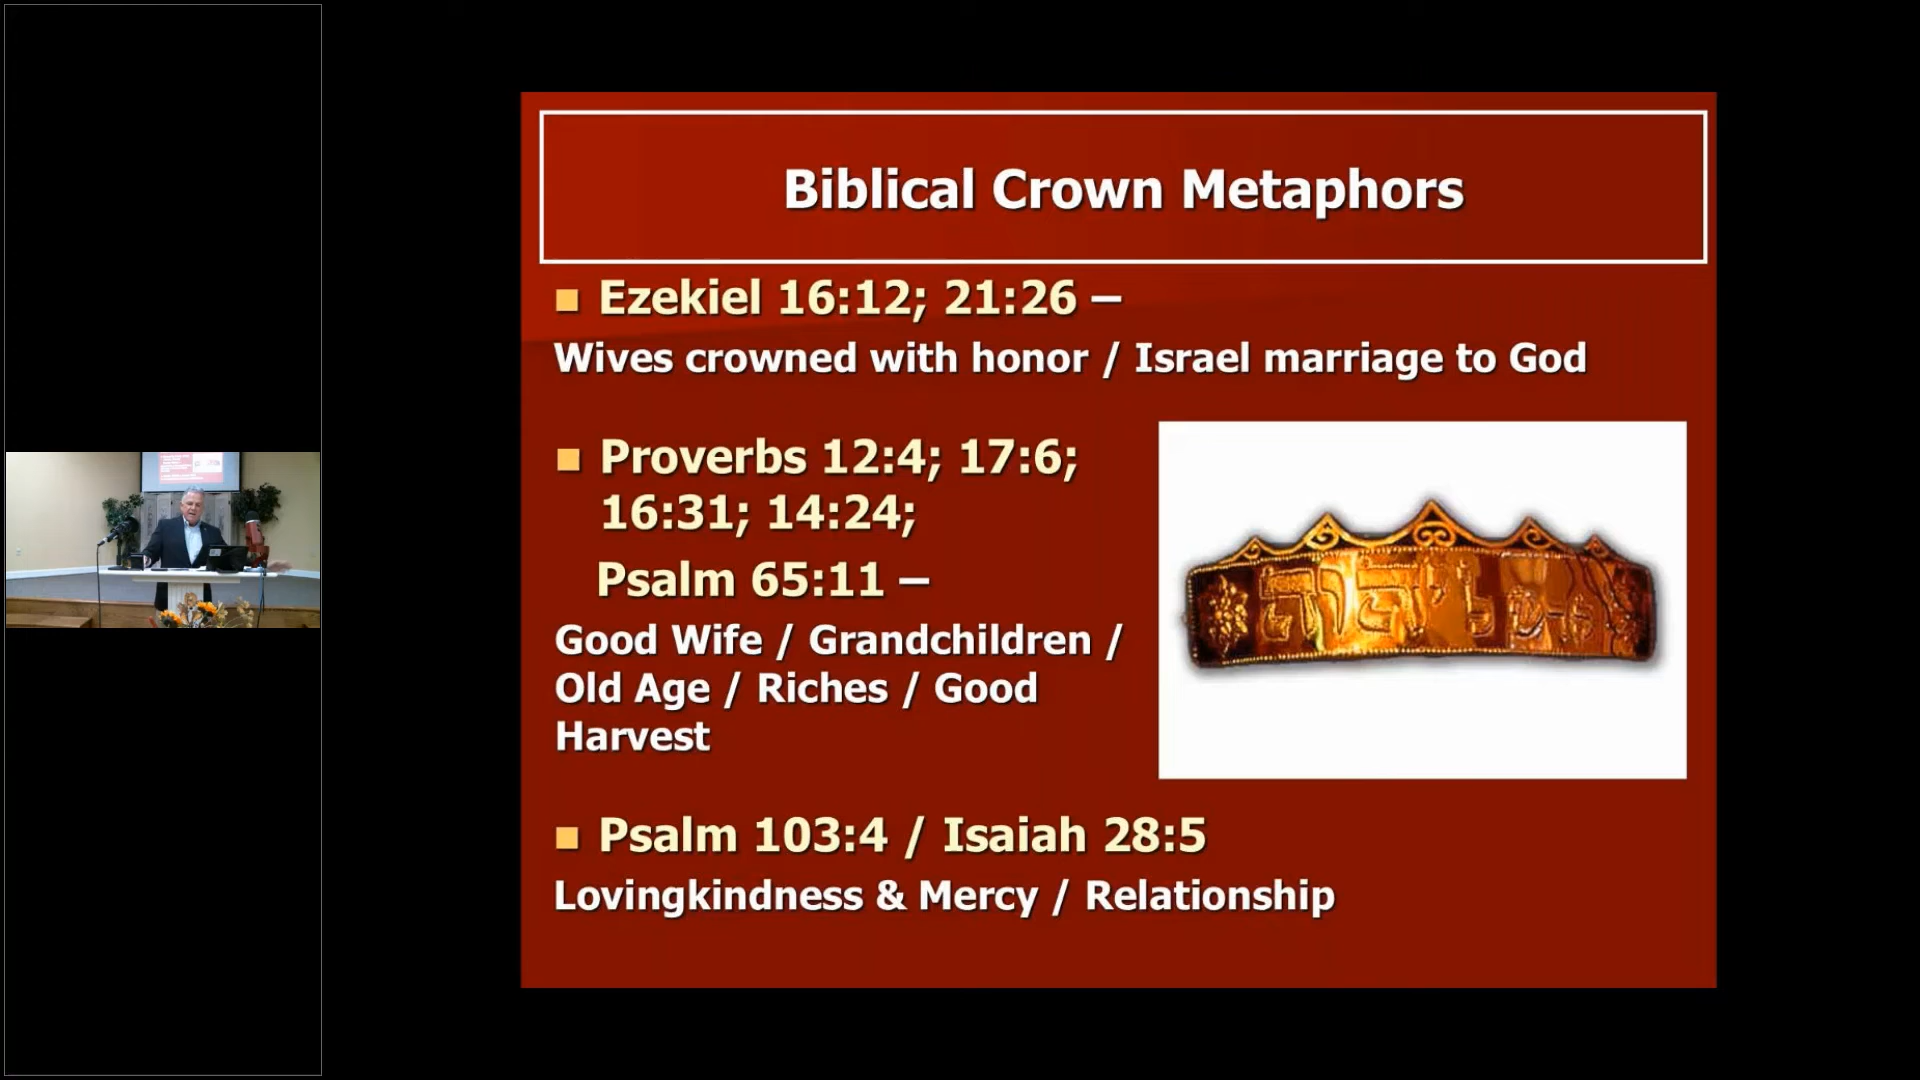 Biblical Crown Metaphors
■ Ezekiel 16:12; 21:26 –
Wives crowned with honor / Israel marriage to God
■ Proverbs 12:4; 17:6;
16:31; 14:24;
Psalm 65:11 –
Good Wife / Grandchildren /
Old Age / Riches / Good
Harvest
■ Psalm 103:4 / Isaiah 28:5
Lovingkindness & Mercy / Relationship
ליהוה